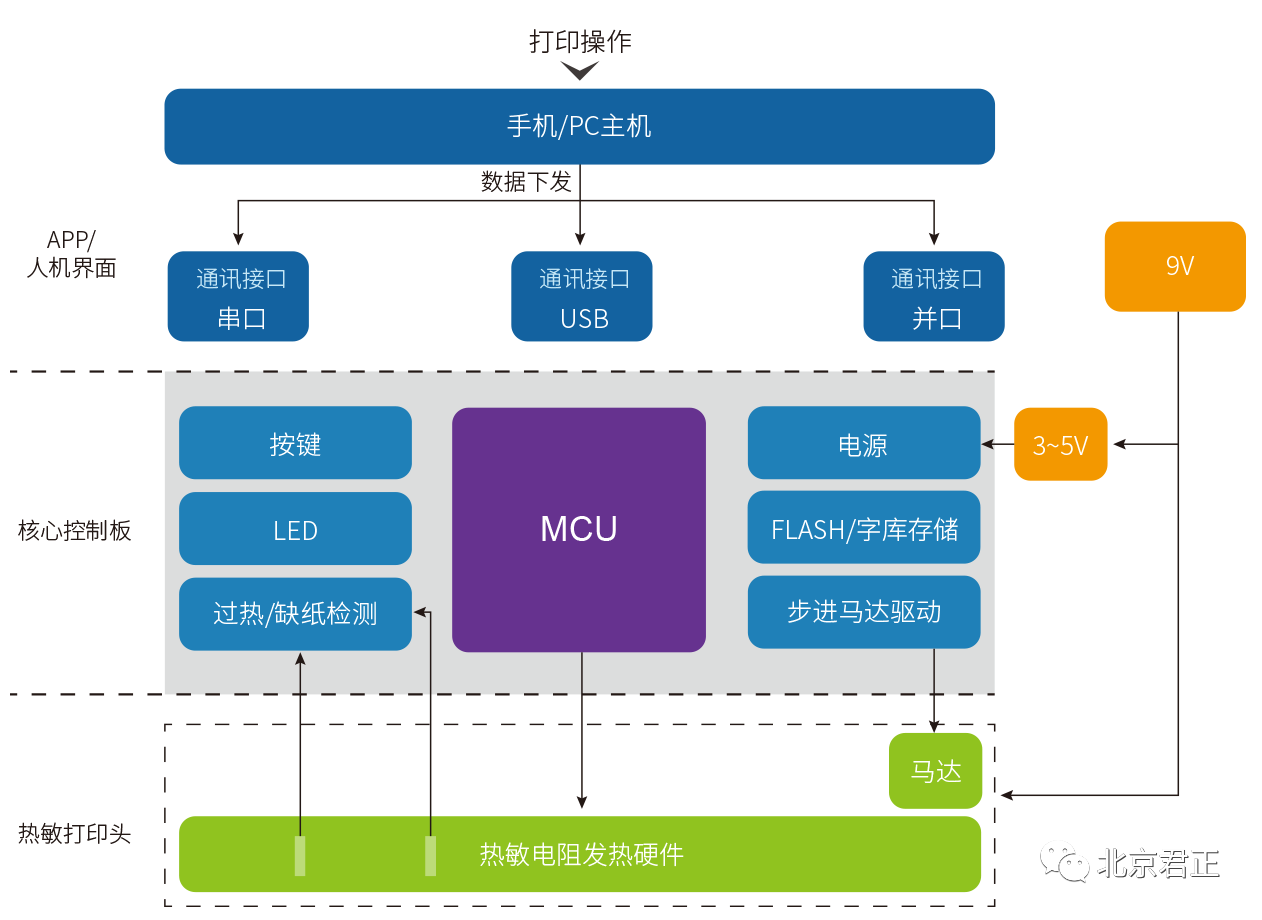 打印操作
手机/PC主机
数据下发
APP/
人机界面
通讯接口
串口
通讯接口
USB
通讯接口
并口
9V
按键
LED
过热/缺纸检测
MCU
电源
FLASH/字库存储
步进马达驱动
3~5V
核心控制板
马达
热敏打印头
热敏电阻发热硬件
北京君正